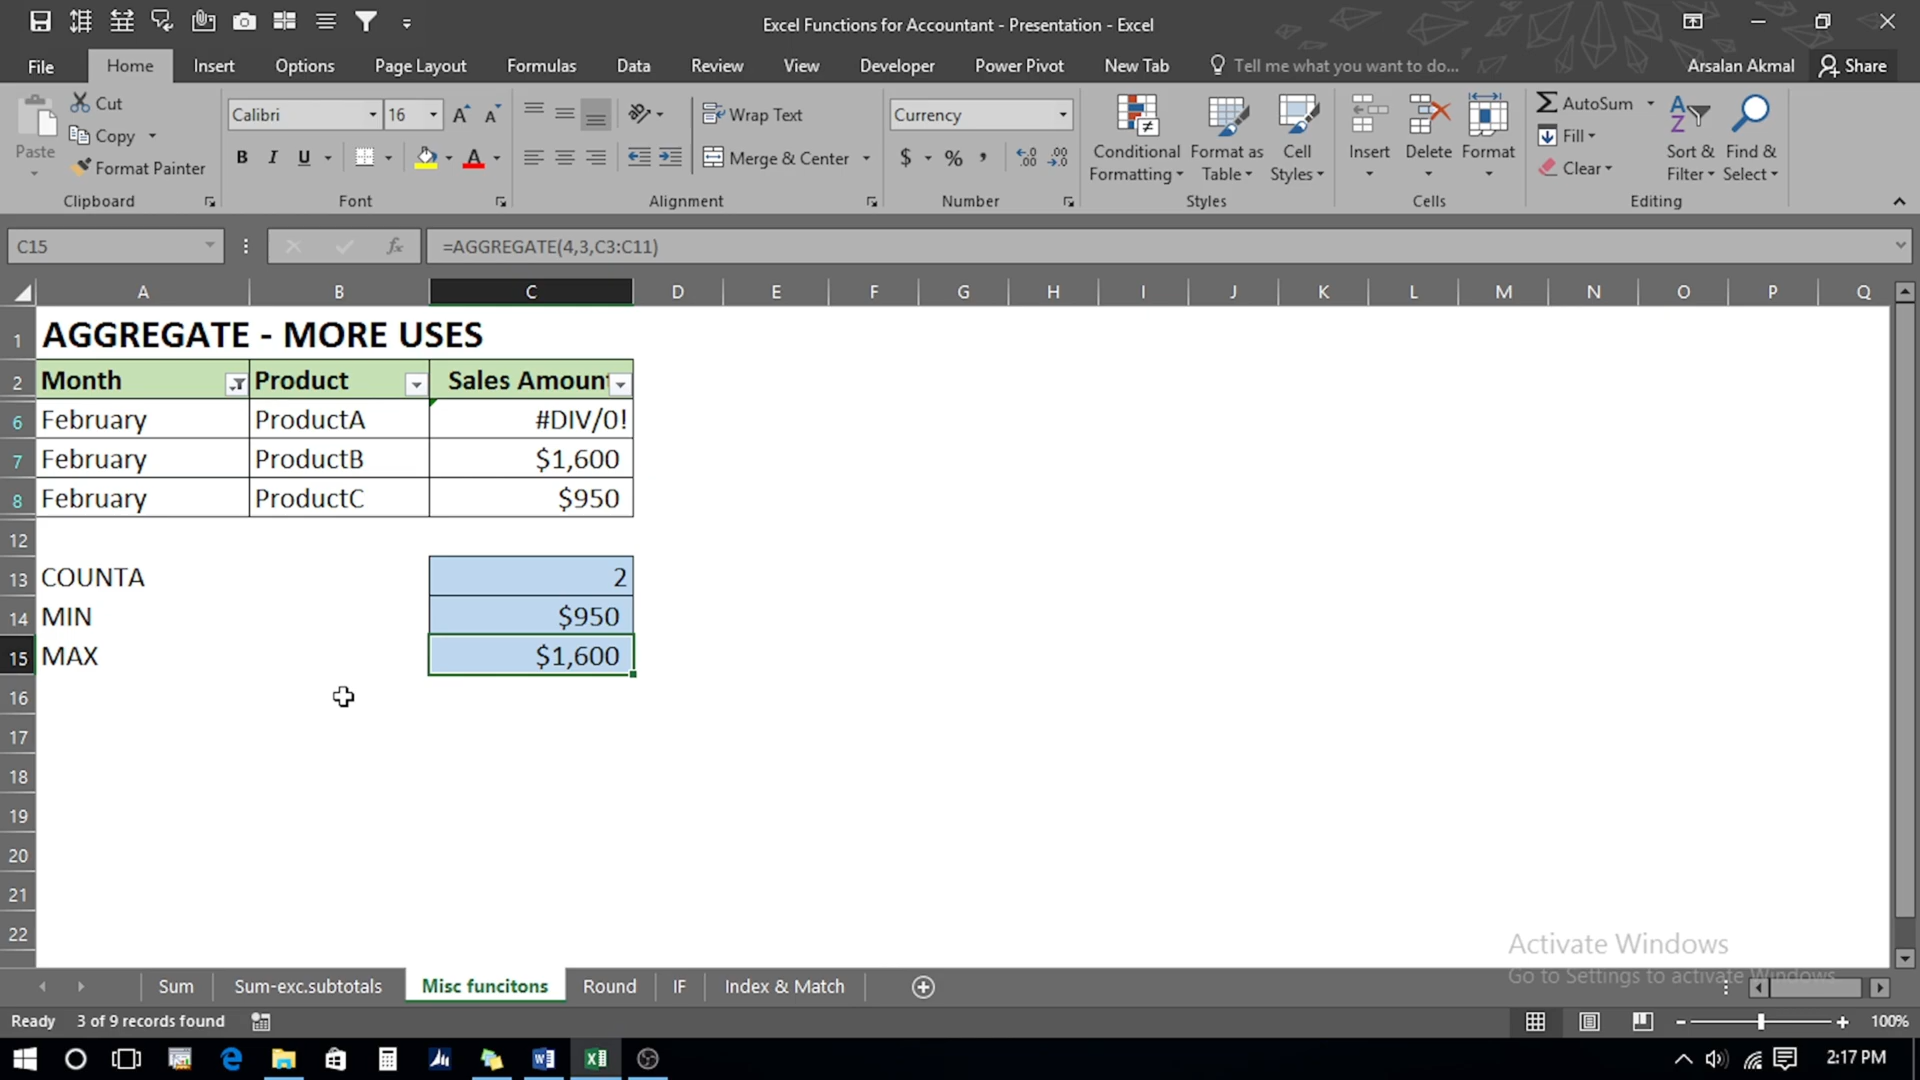 Excel Functions for Accountant - Presentation - Excel
File Home Insert Options Page Layout Formulas Data Review View Developer Power Pivot New Tab Tell me what you want to do... Arsalan Akmal Share
Paste
Cut
Copy
Format Painter
Clipboard
Calibri 16
B I U
Font
Wrap Text
Merge & Center
Alignment
Currency
$ % ,
Number
Conditional Formatting
Format as Table
Cell Styles
Styles
Insert Delete Format
Cells
AutoSum
Fill
Clear
Sort & Filter
Find & Select
Editing
C15 fx =AGGREGATE(4,3,C3:C11)
A B C D E F G H I J K L M N O P Q
1 AGGREGATE - MORE USES
2 Month Product Sales Amoun
6 February ProductA #DIV/0!
7 February ProductB $1,600
8 February ProductC $950
12
13 COUNTA 2
14 MIN $950
15 MAX $1,600
16
17
18
19
20
21
22
Activate Windows
Go to Settings to activate Windows.
Sum Sum-exc.subtotals Misc funcitons Round IF Index & Match
Ready 3 of 9 records found 100%
2:17 PM